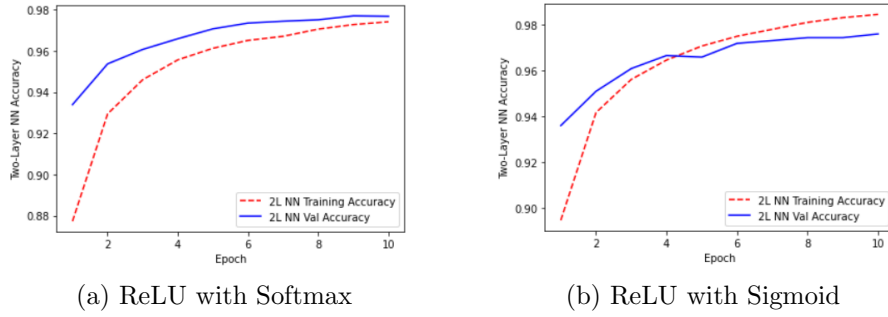 0.98
0.96
0.94
0.92
0.90
0.88
Two-Layer NN Accuracy
2L NN Training Accuracy
2L NN Val Accuracy
2 4 6 8 10
Epoch
(a) ReLU with Softmax
0.98
0.96
0.94
0.92
0.90
Two-Layer NN Accuracy
2L NN Training Accuracy
2L NN Val Accuracy
2 4 6 8 10
Epoch
(b) ReLU with Sigmoid